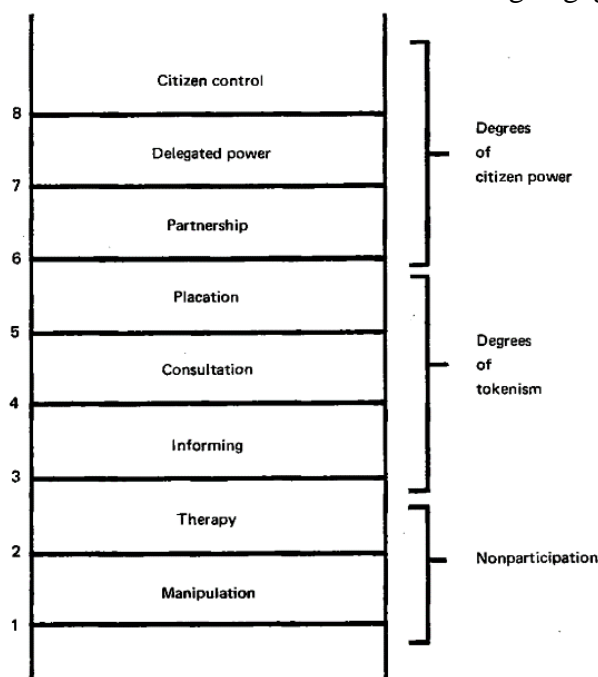 Citizen control
8
Delegated power
7
Partnership
6
Placation
5
Consultation
4
Informing
3
Therapy
2
Manipulation
1
Degrees
of
citizen power
Degrees
of
tokenism
Nonparticipation